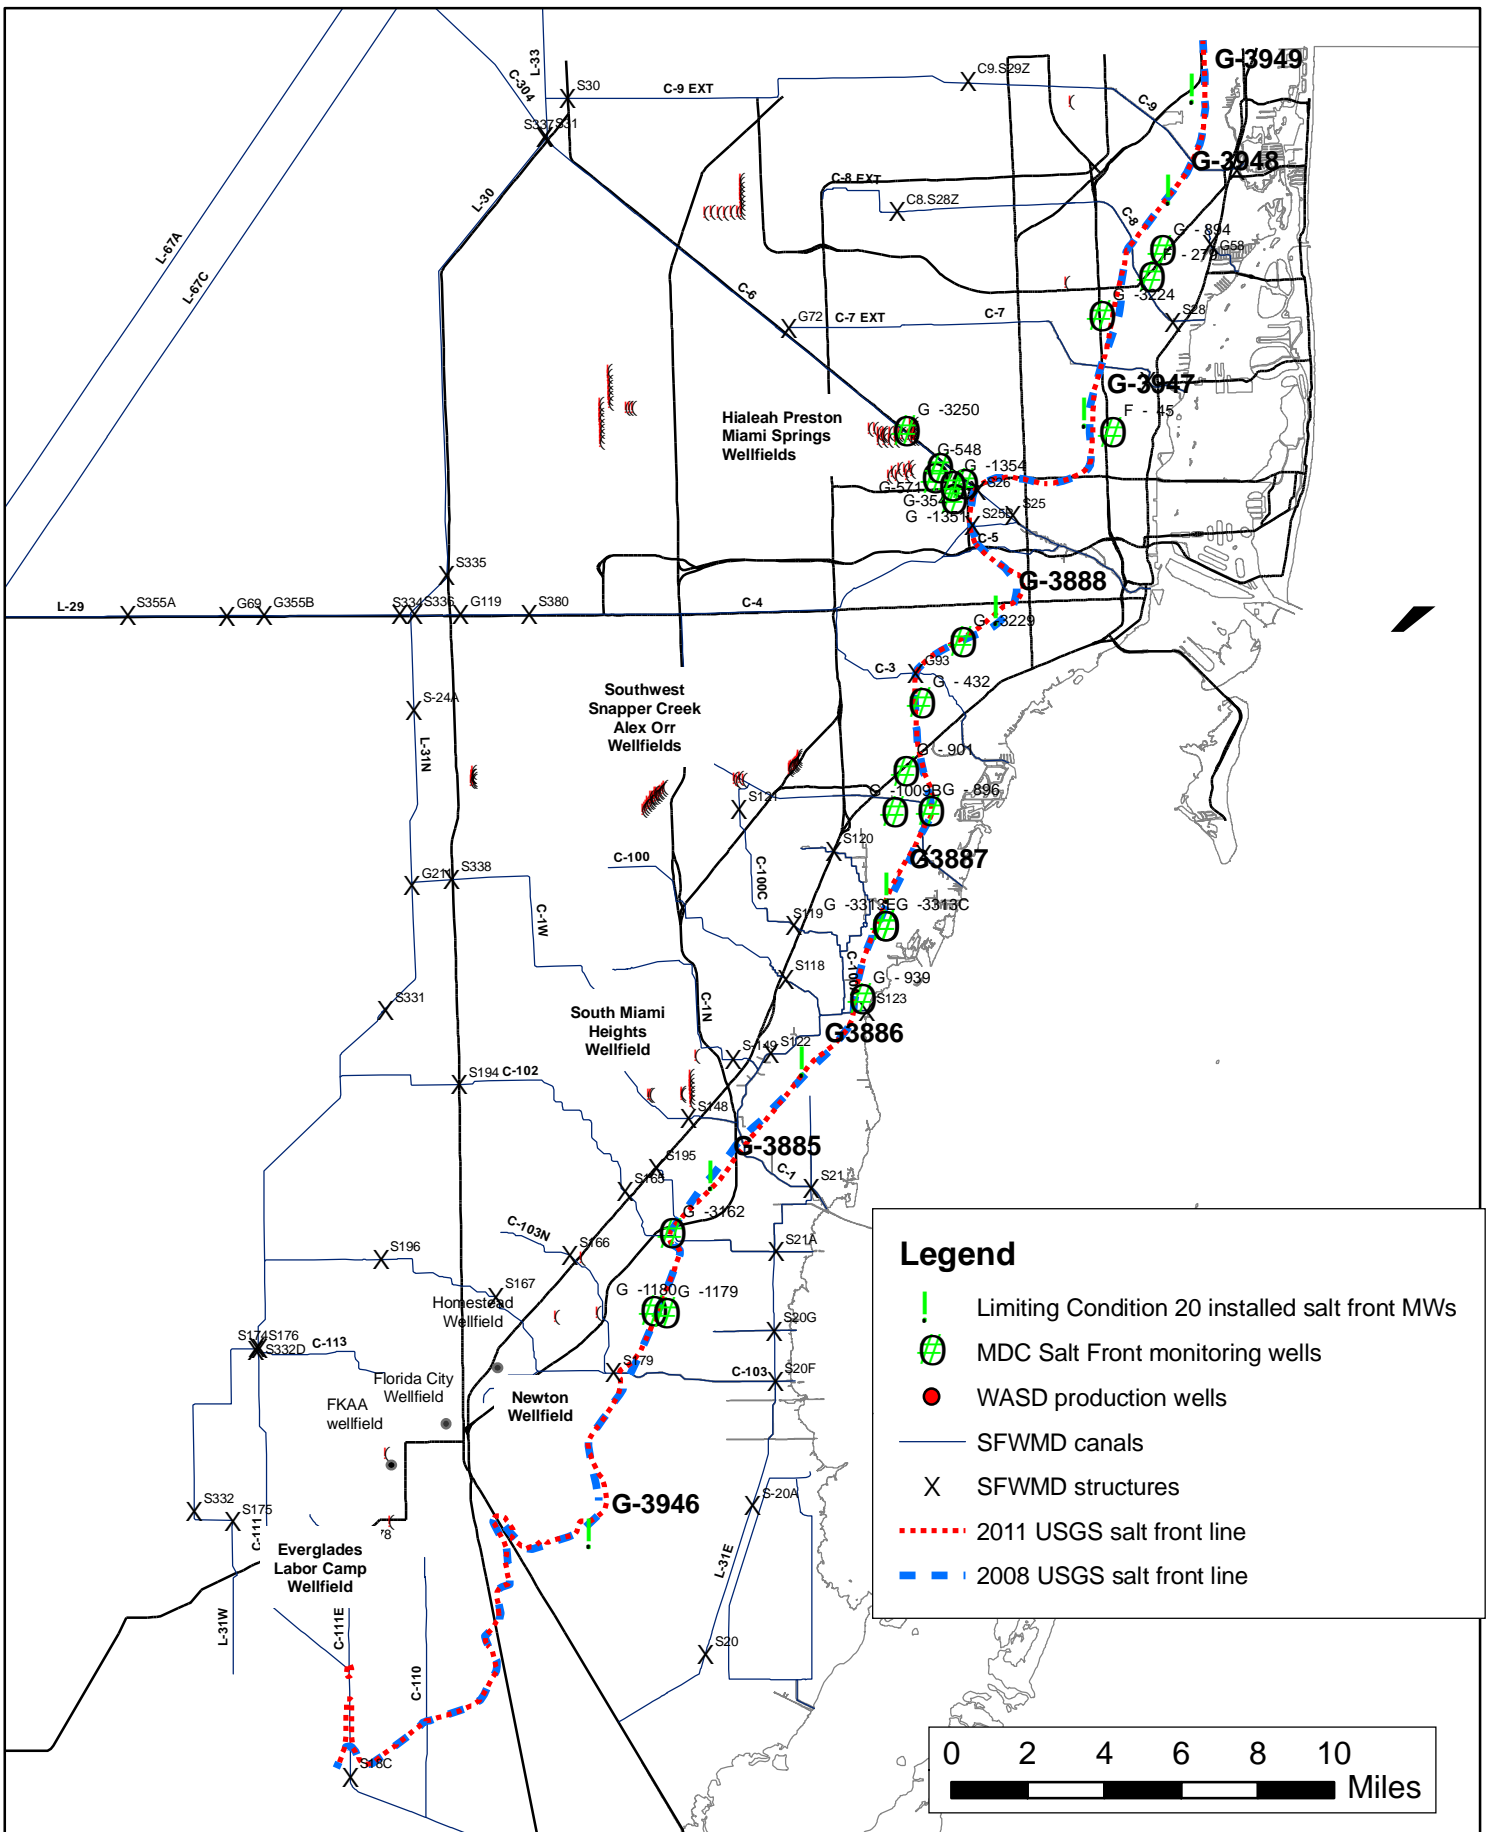 G-3949
L-33
C-304
S30
C-9 EXT
C9.S29Z
C-9
S337
S31
G-3948
L-30
C-8 EXT
C8.S28Z
C-8
L-67A
L-67C
G - 894
G58
F - 279
C-6
G -3224
G72
C-7 EXT
C-7
S28
G-3947
Hialeah Preston
Miami Springs
Wellfields
G -3250
F - 45
G-548
G -1354
G-571
S26
G-354
G -1351
S25B
S25
C-5
S335
G-3888
L-29
S355A
G69
G355B
S334
S336
G119
S380
C-4
G -3229
C-3
G93
Southwest
Snapper Creek
Alex Orr
Wellfields
G - 432
S-24A
L-31N
G - 901
S121
G -1009B
G - 896
S120
G3887
C-100
G211
S338
C-100C
C-1W
G -3313E
G -3313C
S119
S118
G - 939
S331
S123
C-1N
South Miami
Heights
Wellfield
G3886
S-149
S122
S194
C-102
S148
G-3885
S195
C-1
S165
S21
G -3162
C-103N
S166
S21A
S196
S167
G -1180
G -1179
Homestead
Wellfield
S20G
S174
S176
S332D
C-113
S179
C-103
S20F
Florida City
Wellfield
FKAA
wellfield
Newton
Wellfield
S332
S175
C-111
G-3946
S-20A
Everglades
Labor Camp
Wellfield
L-31E
L-31W
C-111E
C-110
S20
S18C
Legend
Limiting Condition 20 installed salt front MWs
MDC Salt Front monitoring wells
WASD production wells
SFWMD canals
X SFWMD structures
2011 USGS salt front line
2008 USGS salt front line
0 2 4 6 8 10
Miles